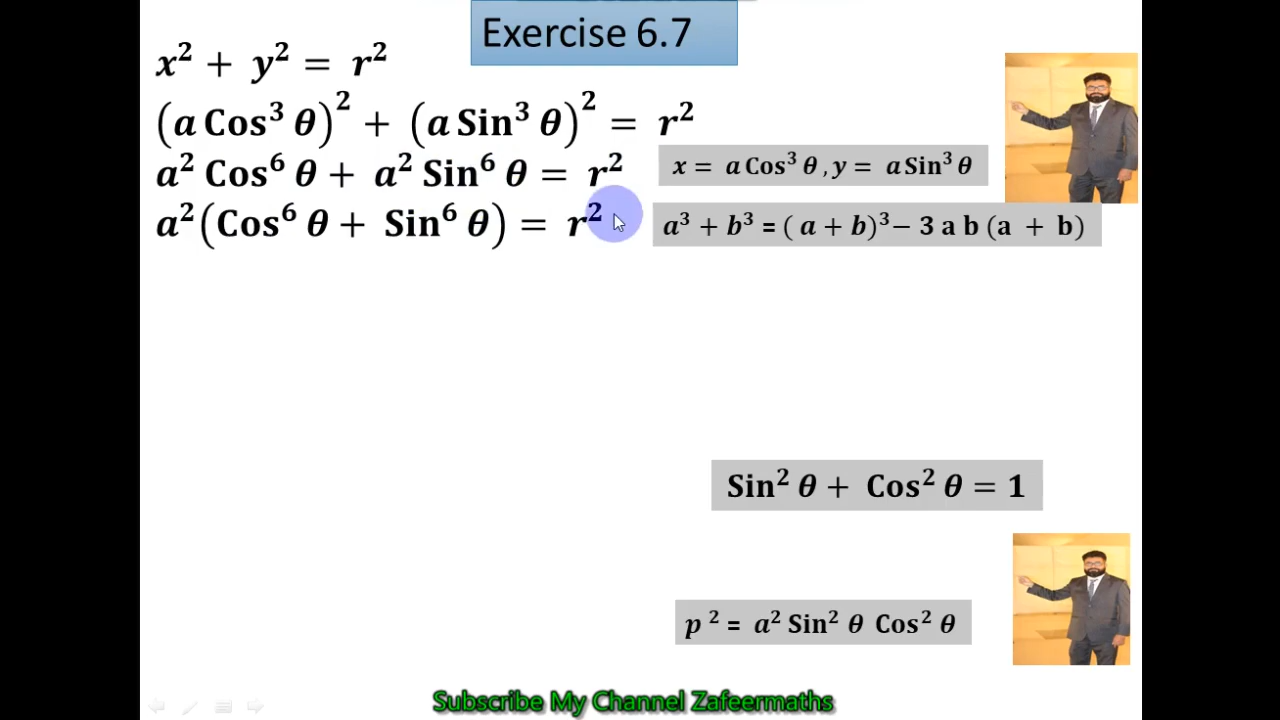 Exercise 6.7
x² + y² = r²
(a Cos³ θ)² + (a Sin³ θ)² = r²
a² Cos⁶ θ + a² Sin⁶ θ = r²
x = a Cos³ θ , y = a Sin³ θ
a²(Cos⁶ θ + Sin⁶ θ) = r²
a³ + b³ = ( a + b)³− 3 a b (a + b)
Sin² θ + Cos² θ = 1
p ² = a² Sin² θ Cos² θ
Subscribe My Channel Zafeermaths